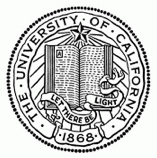 THE · UNIVERSITY · OF · CALIFORNIA
A
LET THERE BE
LIGHT
· 1868 ·